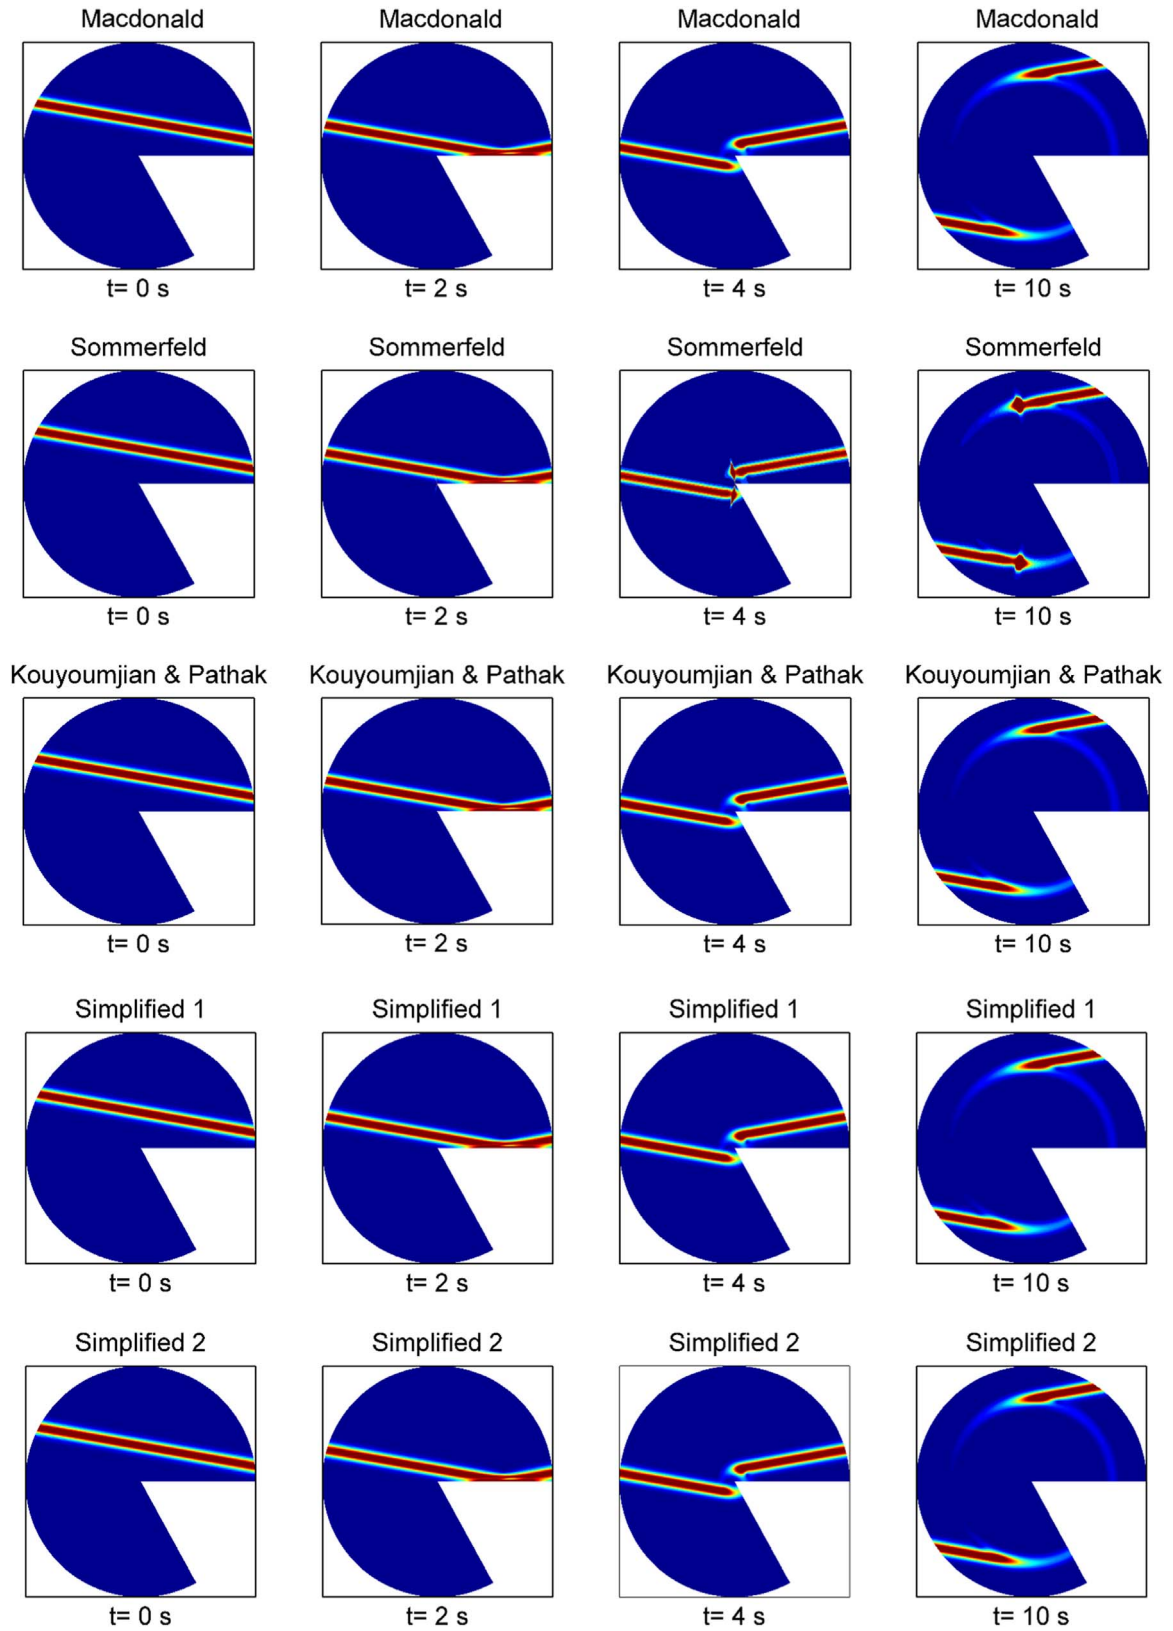 Macdonald Macdonald Macdonald Macdonald
t= 0 s t= 2 s t= 4 s t= 10 s
Sommerfeld Sommerfeld Sommerfeld Sommerfeld
t= 0 s t= 2 s t= 4 s t= 10 s
Kouyoumjian & Pathak Kouyoumjian & Pathak Kouyoumjian & Pathak Kouyoumjian & Pathak
t= 0 s t= 2 s t= 4 s t= 10 s
Simplified 1 Simplified 1 Simplified 1 Simplified 1
t= 0 s t= 2 s t= 4 s t= 10 s
Simplified 2 Simplified 2 Simplified 2 Simplified 2
t= 0 s t= 2 s t= 4 s t= 10 s